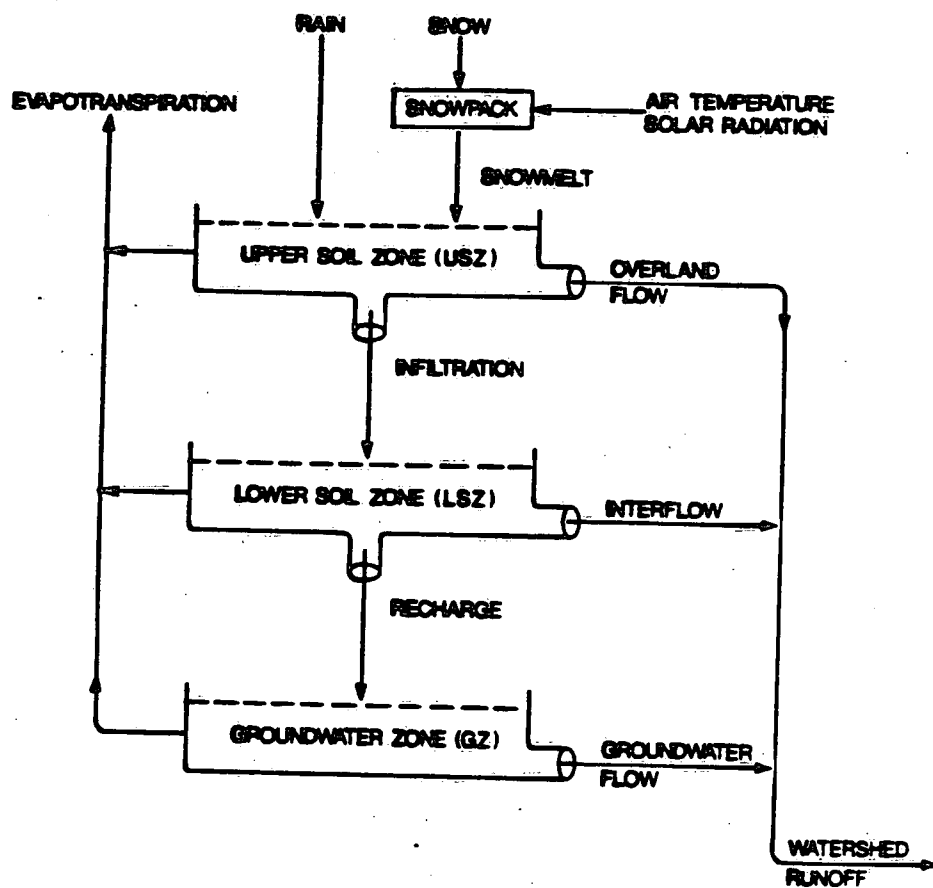 RAIN
SNOW
EVAPOTRANSPIRATION
SNOWPACK
AIR TEMPERATURE
SOLAR RADIATION
SNOWMELT
UPPER SOIL ZONE (USZ)
OVERLAND
FLOW
INFILTRATION
LOWER SOIL ZONE (LSZ)
INTERFLOW
RECHARGE
GROUNDWATER ZONE (GZ)
GROUNDWATER
FLOW
WATERSHED
RUNOFF